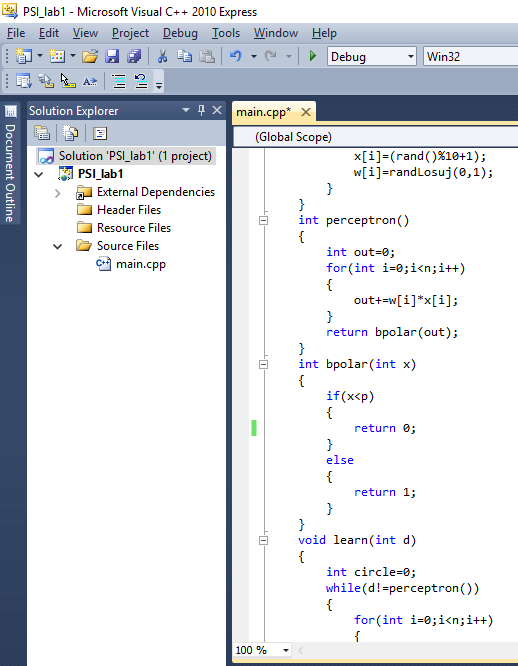 PSI_lab1 - Microsoft Visual C++ 2010 Express
File Edit View Project Debug Tools Window Help
Debug Win32
Document Outline
Solution Explorer
Solution 'PSI_lab1' (1 project)
PSI_lab1
External Dependencies
Header Files
Resource Files
Source Files
main.cpp
main.cpp*
(Global Scope)
x[i]=(rand()%10+1);
w[i]=randLosuj(0,1);
}
}
int perceptron()
{
int out=0;
for(int i=0;i<n;i++)
{
out+=w[i]*x[i];
}
return bpolar(out);
}
int bpolar(int x)
{
if(x<p)
{
return 0;
}
else
{
return 1;
}
}
void learn(int d)
{
int circle=0;
while(d!=perceptron())
{
for(int i=0;i<n;i++)
{
100 %